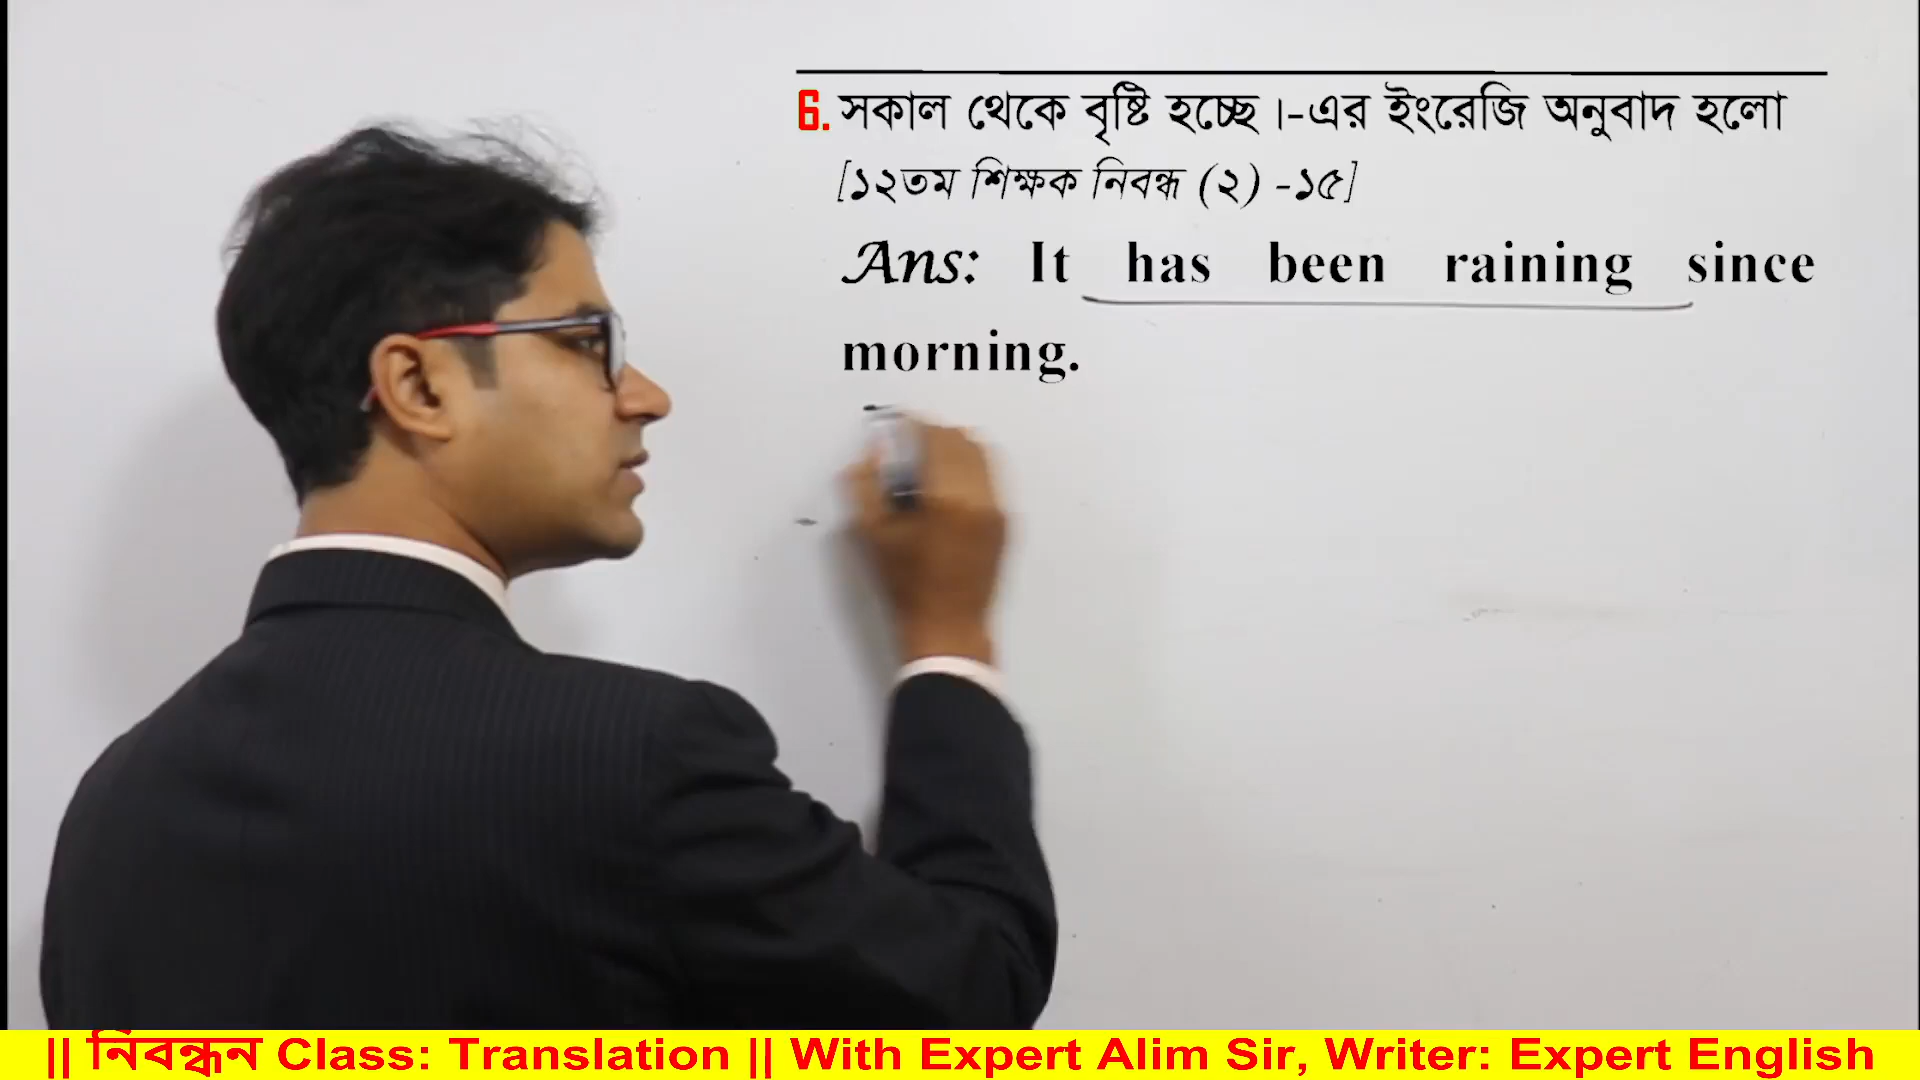 6. সকাল থেকে বৃষ্টি হচ্ছে।-এর ইংরেজি অনুবাদ হলো
[১২তম শিক্ষক নিবন্ধ (২) -১৫]
Ans: It has been raining since
morning.
|| নিবন্ধন Class: Translation || With Expert Alim Sir, Writer: Expert English